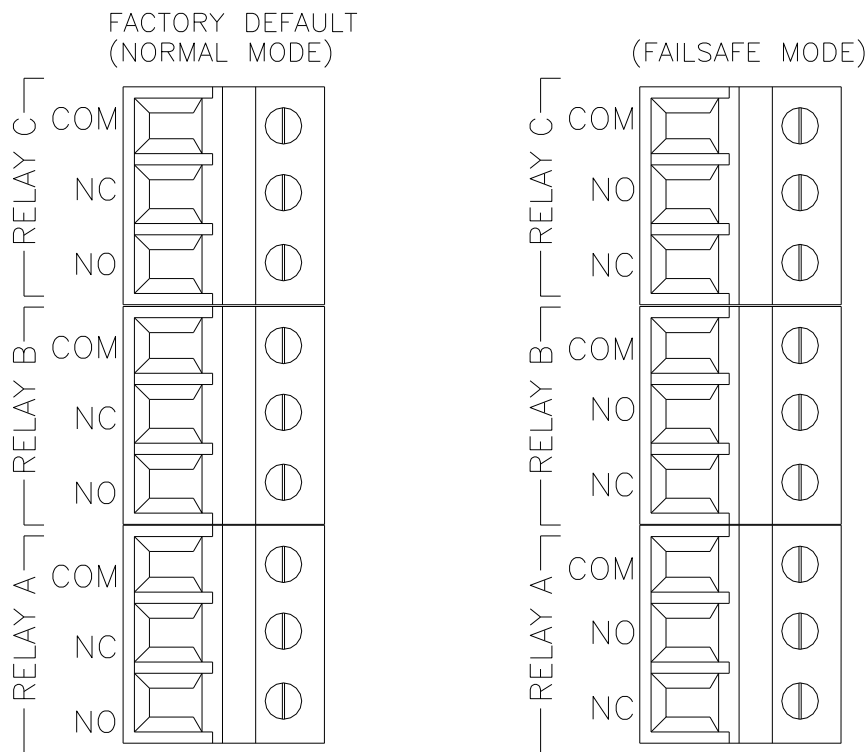 FACTORY DEFAULT
(NORMAL MODE)
RELAY C
COM
NC
NO
RELAY B
COM
NC
NO
RELAY A
COM
NC
NO
(FAILSAFE MODE)
RELAY C
COM
NO
NC
RELAY B
COM
NO
NC
RELAY A
COM
NO
NC